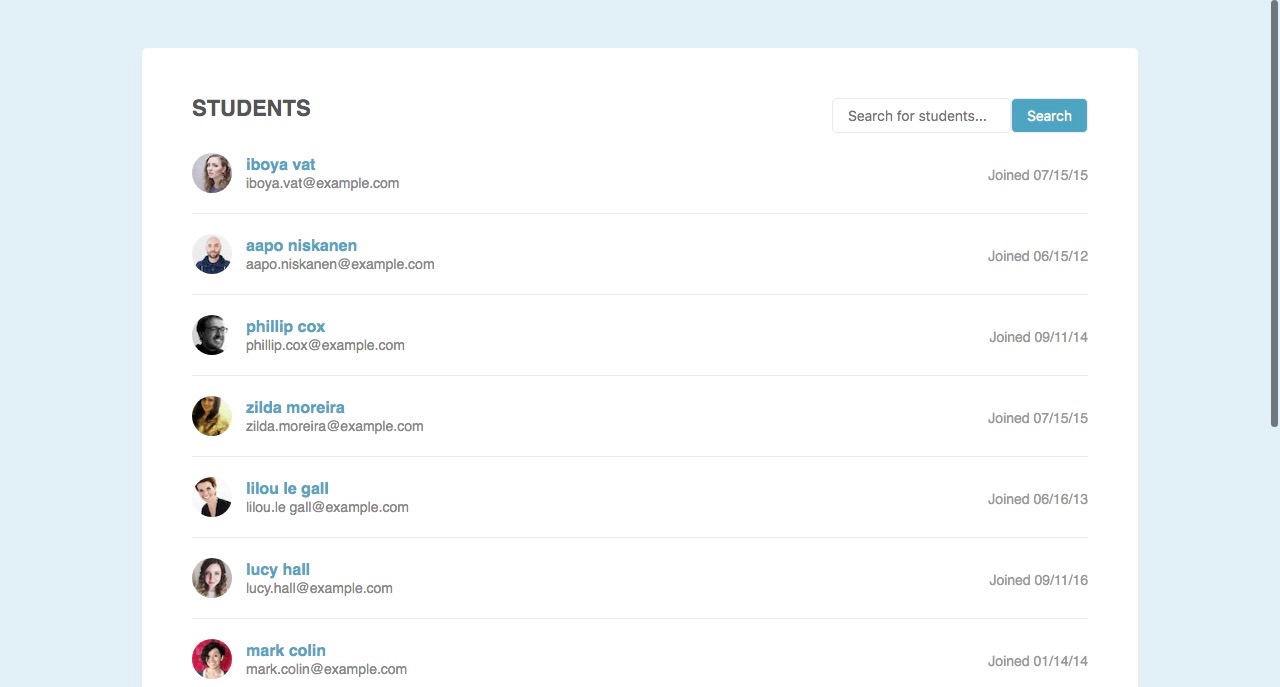 STUDENTS
Search for students...
Search
iboya vat
iboya.vat@example.com
Joined 07/15/15
aapo niskanen
aapo.niskanen@example.com
Joined 06/15/12
phillip cox
phillip.cox@example.com
Joined 09/11/14
zilda moreira
zilda.moreira@example.com
Joined 07/15/15
lilou le gall
lilou.le gall@example.com
Joined 06/16/13
lucy hall
lucy.hall@example.com
Joined 09/11/16
mark colin
mark.colin@example.com
Joined 01/14/14